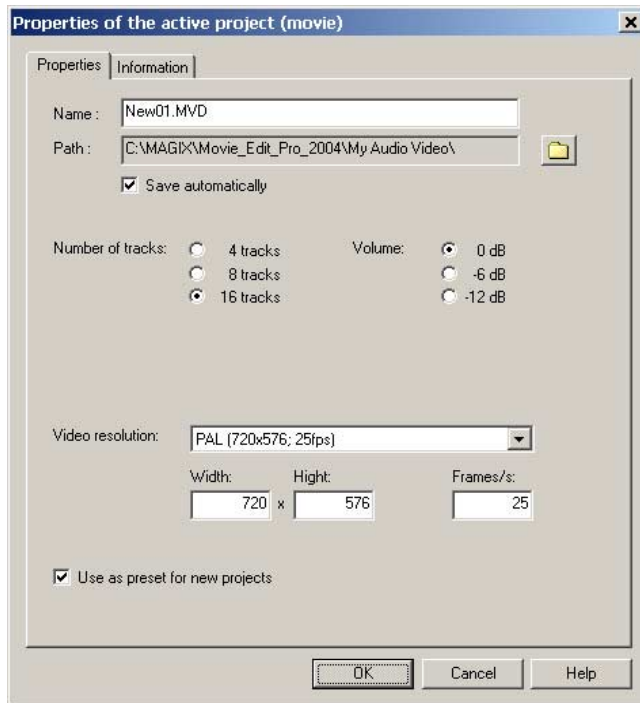 Properties of the active project (movie)
Properties
Information
Name :
New01.MVD
Path :
C:\MAGIX\Movie_Edit_Pro_2004\My Audio Video\
Save automatically
Number of tracks:
4 tracks
8 tracks
16 tracks
Volume:
0 dB
-6 dB
-12 dB
Video resolution:
PAL (720x576; 25fps)
Width:
Hight:
Frames/s:
720 x 576
25
Use as preset for new projects
OK
Cancel
Help